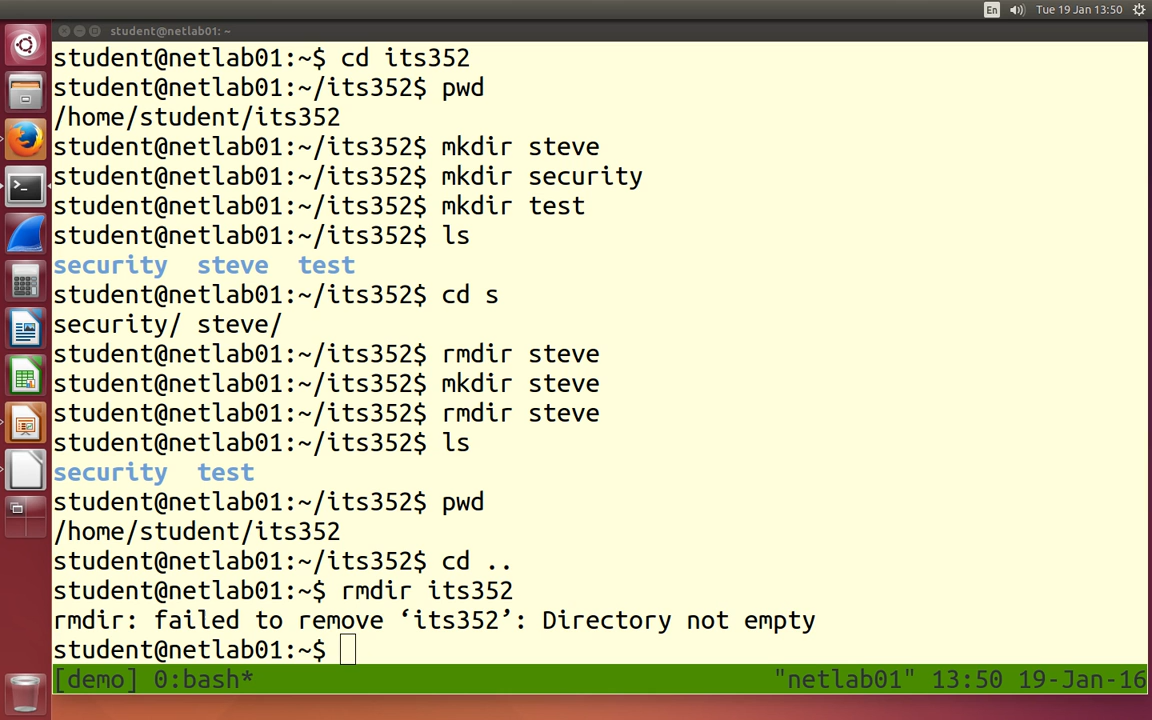 En Tue 19 Jan 13:50
student@netlab01: ~
student@netlab01:~$ cd its352
student@netlab01:~/its352$ pwd
/home/student/its352
student@netlab01:~/its352$ mkdir steve
student@netlab01:~/its352$ mkdir security
student@netlab01:~/its352$ mkdir test
student@netlab01:~/its352$ ls
security  steve  test
student@netlab01:~/its352$ cd s
security/ steve/
student@netlab01:~/its352$ rmdir steve
student@netlab01:~/its352$ mkdir steve
student@netlab01:~/its352$ rmdir steve
student@netlab01:~/its352$ ls
security  test
student@netlab01:~/its352$ pwd
/home/student/its352
student@netlab01:~/its352$ cd ..
student@netlab01:~$ rmdir its352
rmdir: failed to remove ‘its352’: Directory not empty
student@netlab01:~$
[demo] 0:bash* "netlab01" 13:50 19-Jan-16